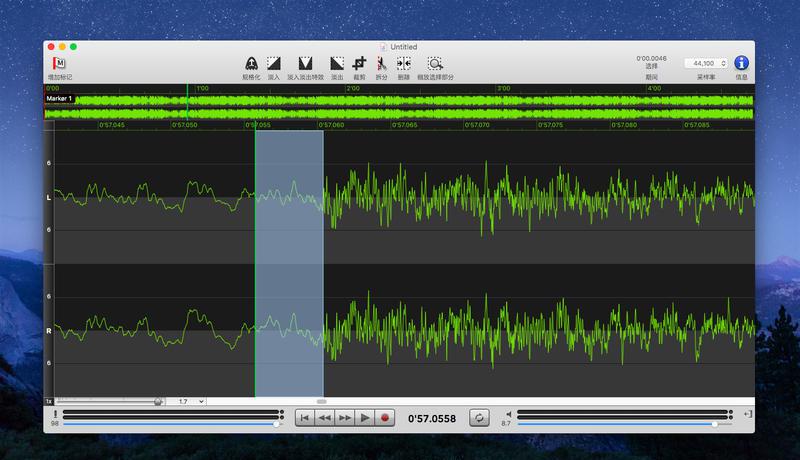 Untitled
增加标记
规格化 淡入 淡入淡出特效 淡出 裁剪 拆分 删除 缩放选择部分
0'00.0046
选择
期间
44,100
采样率
信息
0'00 1'00 2'00 3'00 4'00
Marker 1
0'57.045 0'57.050 0'57.055 0'57.060 0'57.065 0'57.070 0'57.075 0'57.080 0'57.085
6
L
6
6
R
6
1x 1.7
98 0'57.0558 8.7